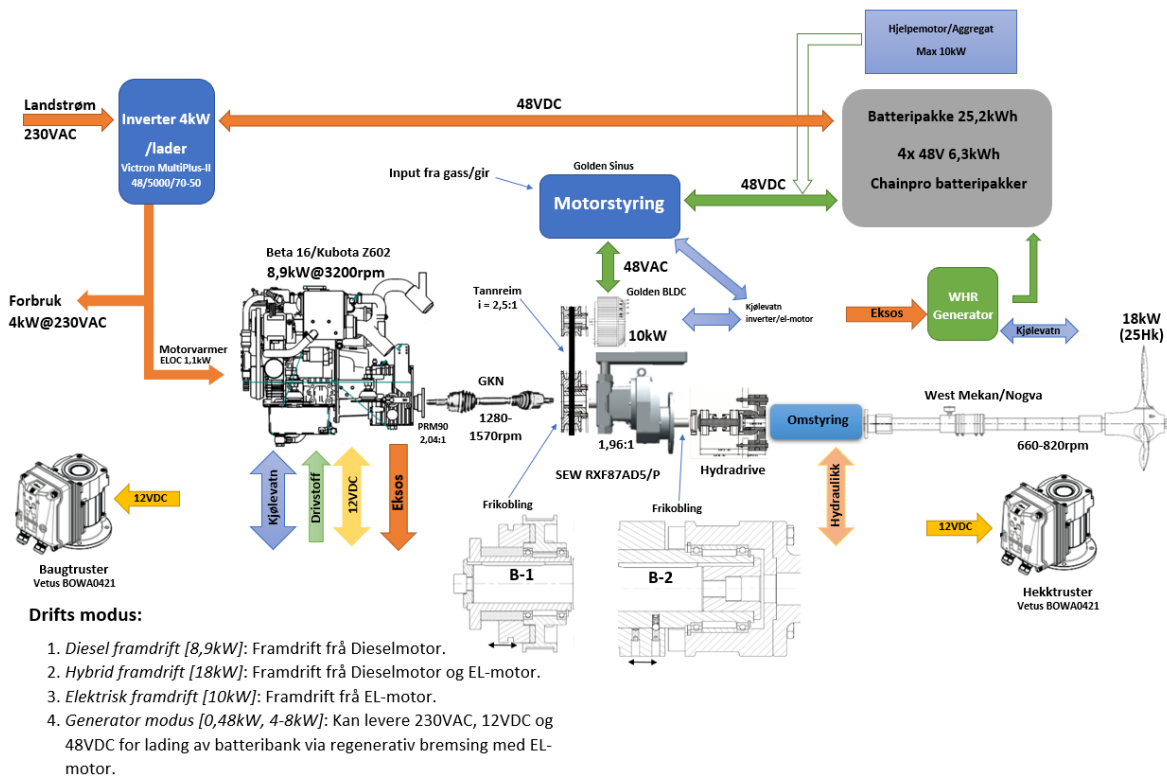 Hjelpemotor/Aggregat
Max 10kW
Landstrøm
230VAC
Inverter 4kW
/lader
Victron MultiPlus-II
48/5000/70-50
48VDC
Batteripakke 25,2kWh
4x 48V 6,3kWh
Chainpro batteripakker
Input fra gass/gir
Golden Sinus
Motorstyring
48VDC
Beta 16/Kubota Z602
8,9kW@3200rpm
48VAC
Tannreim
i = 2,5:1
Golden BLDC
10kW
Kjølevatn
inverter/el-motor
Forbruk
4kW@230VAC
Eksos
WHR
Generator
Kjølevatn
18kW
(25Hk)
Motorvarmer
ELOC 1,1kW
GKN
1280-
1570rpm
PRM90
2,04:1
1,96:1
SEW RXF87AD5/P
Hydradrive
Omstyring
West Mekan/Nogva
660-820rpm
Kjølevatn
Drivstoff
12VDC
Eksos
Frikobling
Frikobling
Hydraulikk
12VDC
12VDC
B-1
B-2
Baugtruster
Vetus BOWA0421
Hekktruster
Vetus BOWA0421
Drifts modus:
1. Diesel framdrift [8,9kW]: Framdrift frå Dieselmotor.
2. Hybrid framdrift [18kW]: Framdrift frå Dieselmotor og EL-motor.
3. Elektrisk framdrift [10kW]: Framdrift frå EL-motor.
4. Generator modus [0,48kW, 4-8kW]: Kan levere 230VAC, 12VDC og
48VDC for lading av batteribank via regenerativ bremsing med EL-
motor.